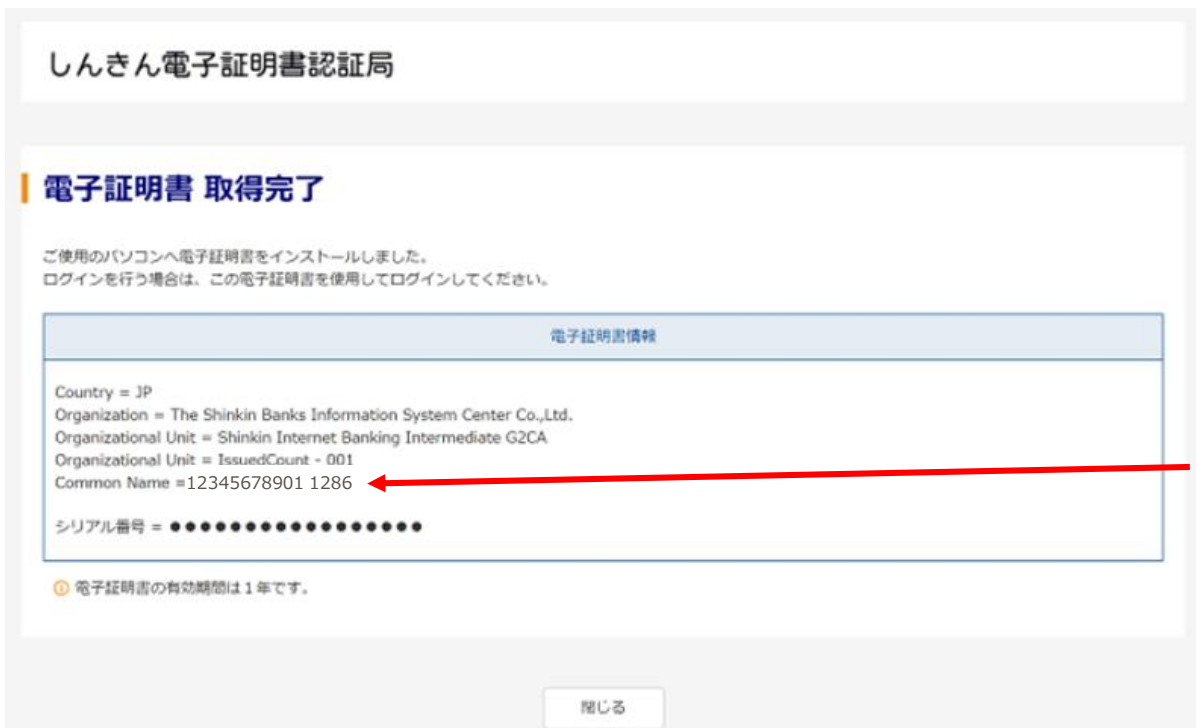 しんきん電子証明書認証局
電子証明書 取得完了
ご使用のパソコンへ電子証明書をインストールしました。
ログインを行う場合は、この電子証明書を使用してログインしてください。
電子証明書情報
Country = JP
Organization = The Shinkin Banks Information System Center Co.,Ltd.
Organizational Unit = Shinkin Internet Banking Intermediate G2CA
Organizational Unit = IssuedCount - 001
Common Name =12345678901 1286
シリアル番号 = ●●●●●●●●●●●●●●●●●
電子証明書の有効期間は1年です。
閉じる